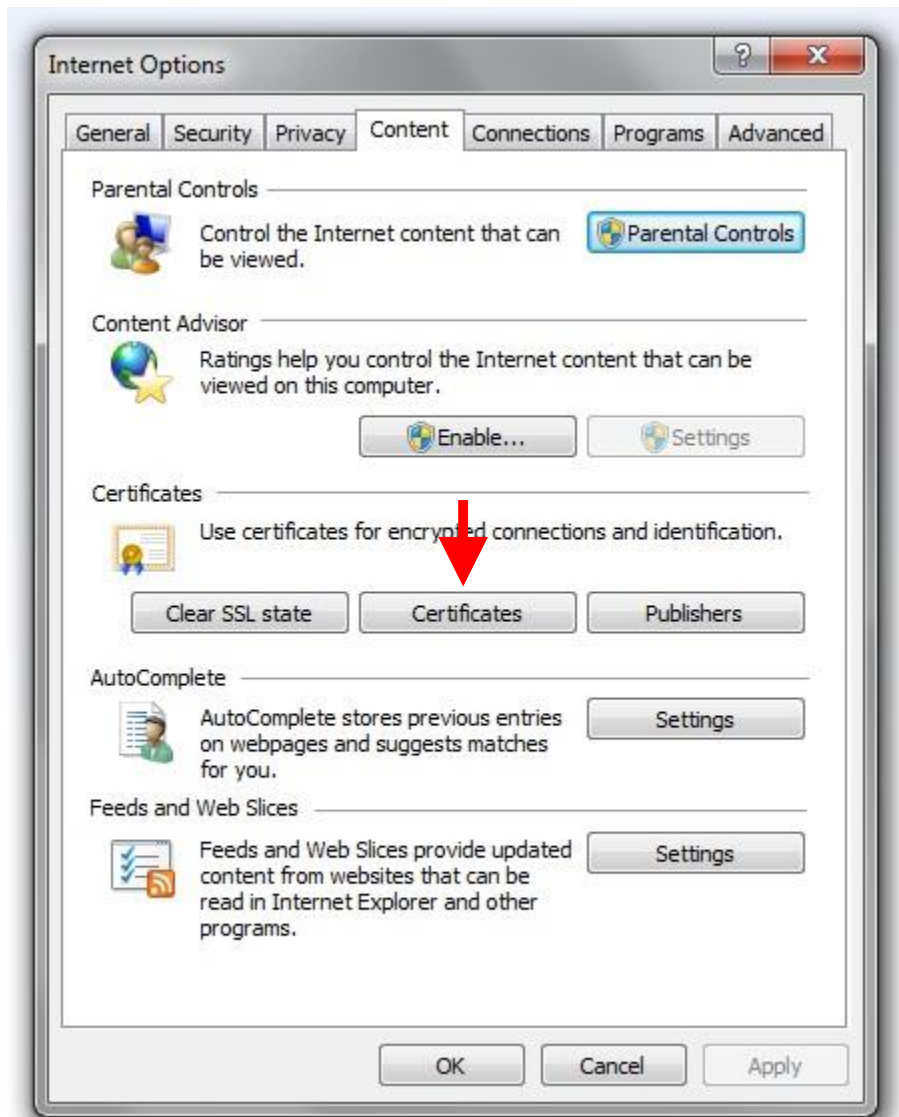 Internet Options
?
General Security Privacy Content Connections Programs Advanced
Parental Controls
Control the Internet content that can
be viewed.
Parental Controls
Content Advisor
Ratings help you control the Internet content that can be
viewed on this computer.
Enable...
Settings
Certificates
Use certificates for encrypted connections and identification.
Clear SSL state
Certificates
Publishers
AutoComplete
AutoComplete stores previous entries
on webpages and suggests matches
for you.
Settings
Feeds and Web Slices
Feeds and Web Slices provide updated
content from websites that can be
read in Internet Explorer and other
programs.
Settings
OK
Cancel
Apply